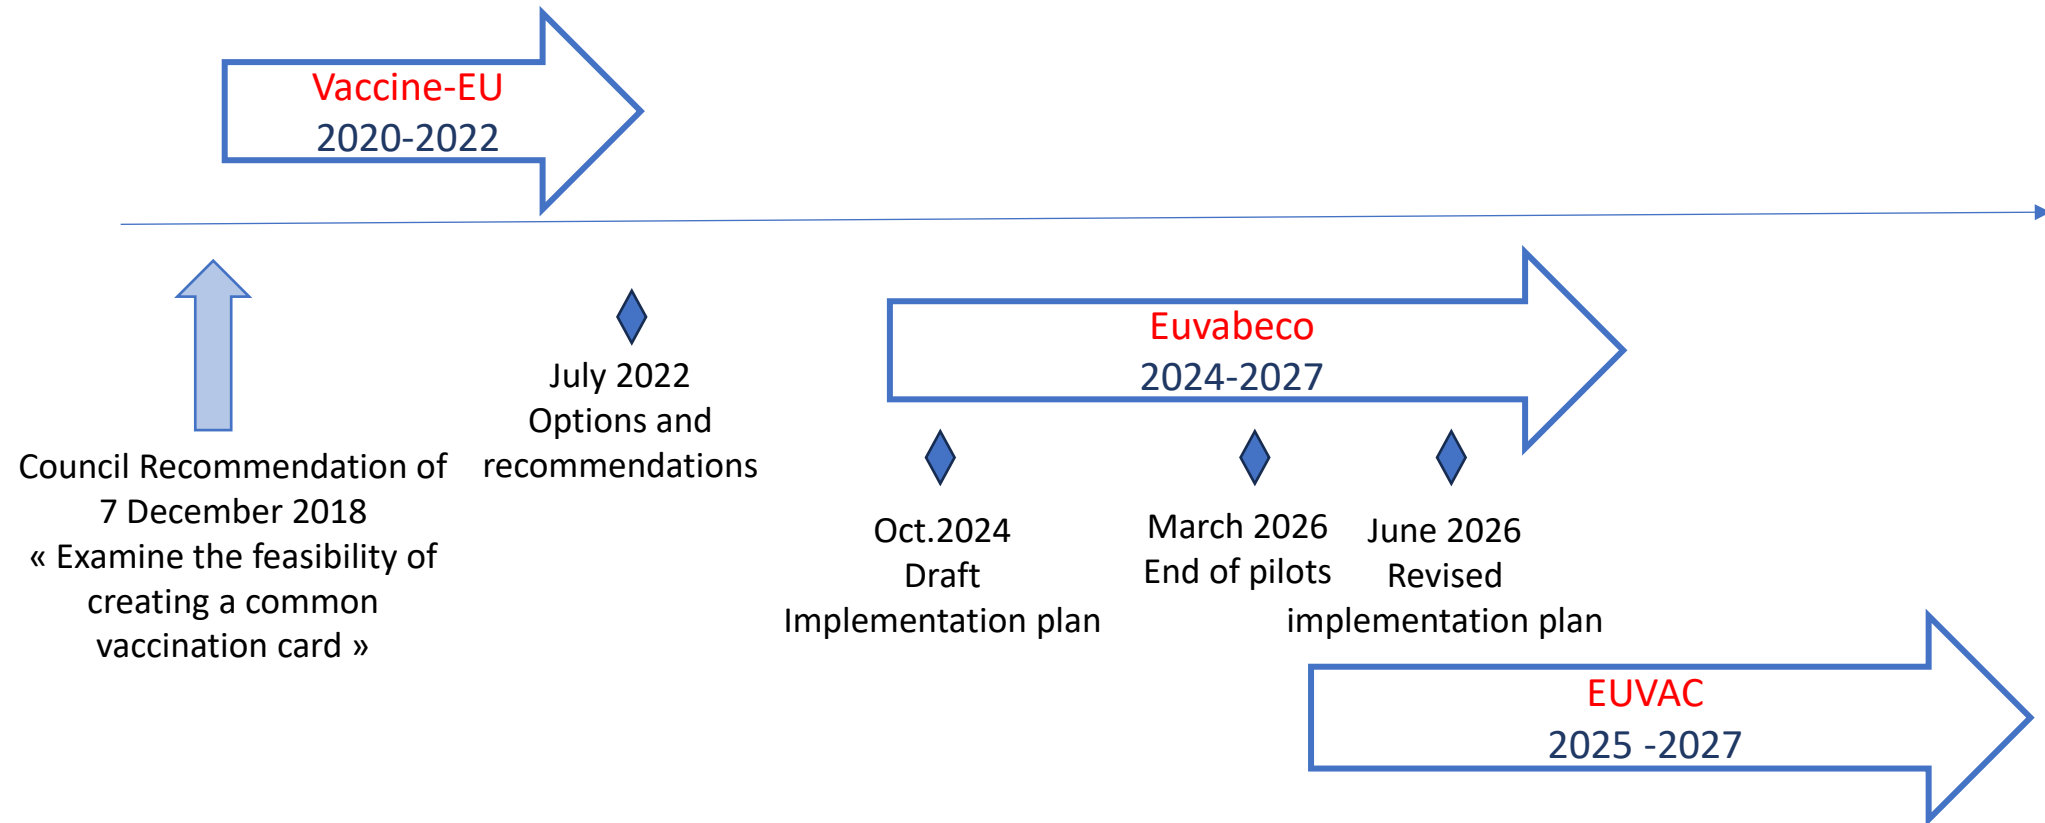 Vaccine-EU
2020-2022
Council Recommendation of
7 December 2018
« Examine the feasibility of
creating a common
vaccination card »
July 2022
Options and
recommendations
Euvabeco
2024-2027
Oct.2024
Draft
Implementation plan
March 2026
End of pilots
June 2026
Revised
implementation plan
EUVAC
2025 -2027